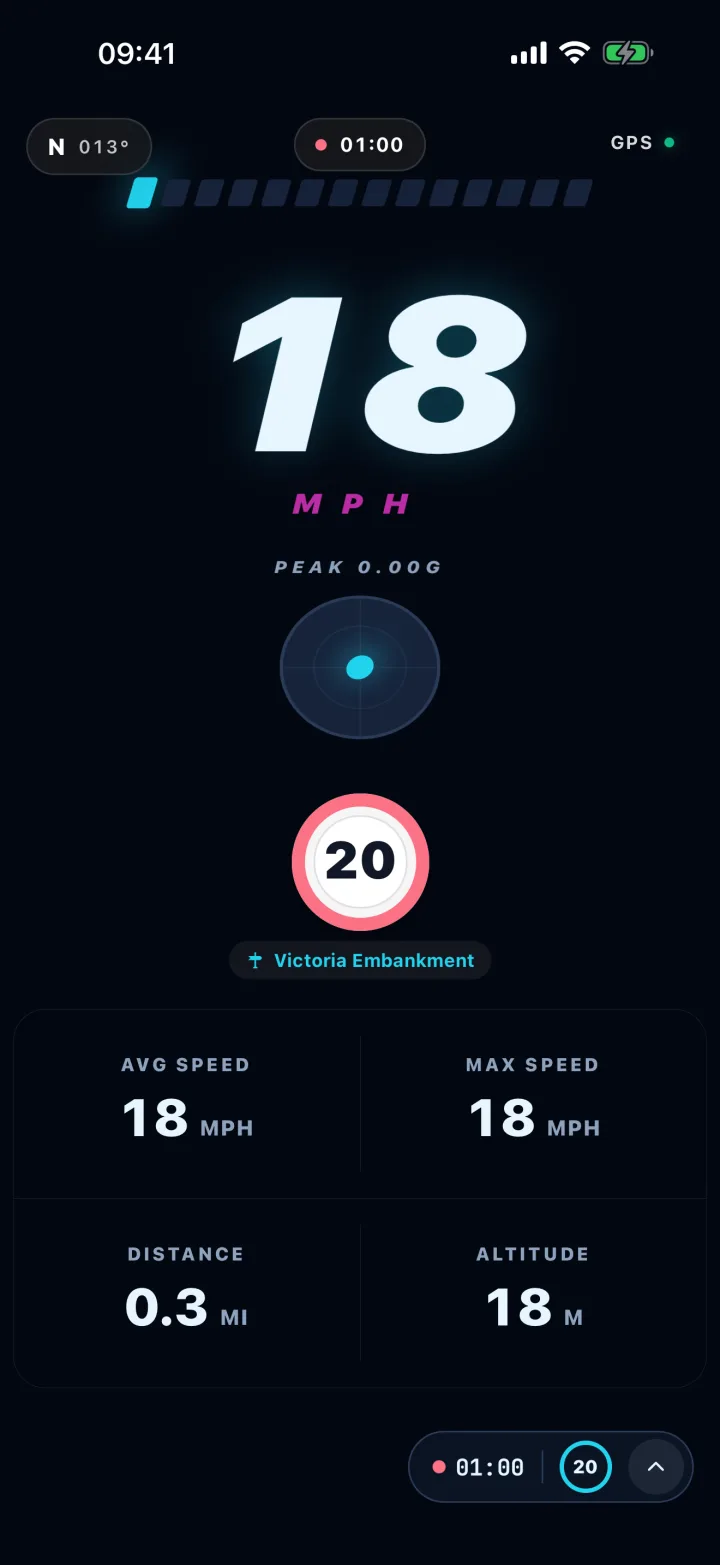 09:41
N 013°
01:00
GPS
18
MPH
PEAK 0.00G
20
Victoria Embankment
AVG SPEED
18 MPH
MAX SPEED
18 MPH
DISTANCE
0.3 MI
ALTITUDE
18 M
01:00
20